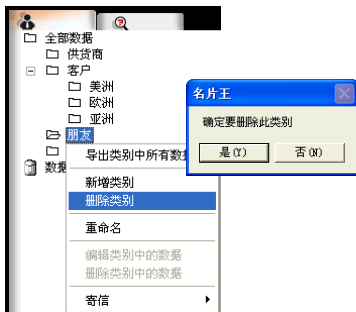 全部数据
供货商
客户
美洲
欧洲
亚洲
朋友
导出类别中所有数
数据
新增类别
删除类别
重命名
编辑类别中的数据
删除类别中的数据
寄信
名片王
确定要删除此类别
是(Y)
否(N)